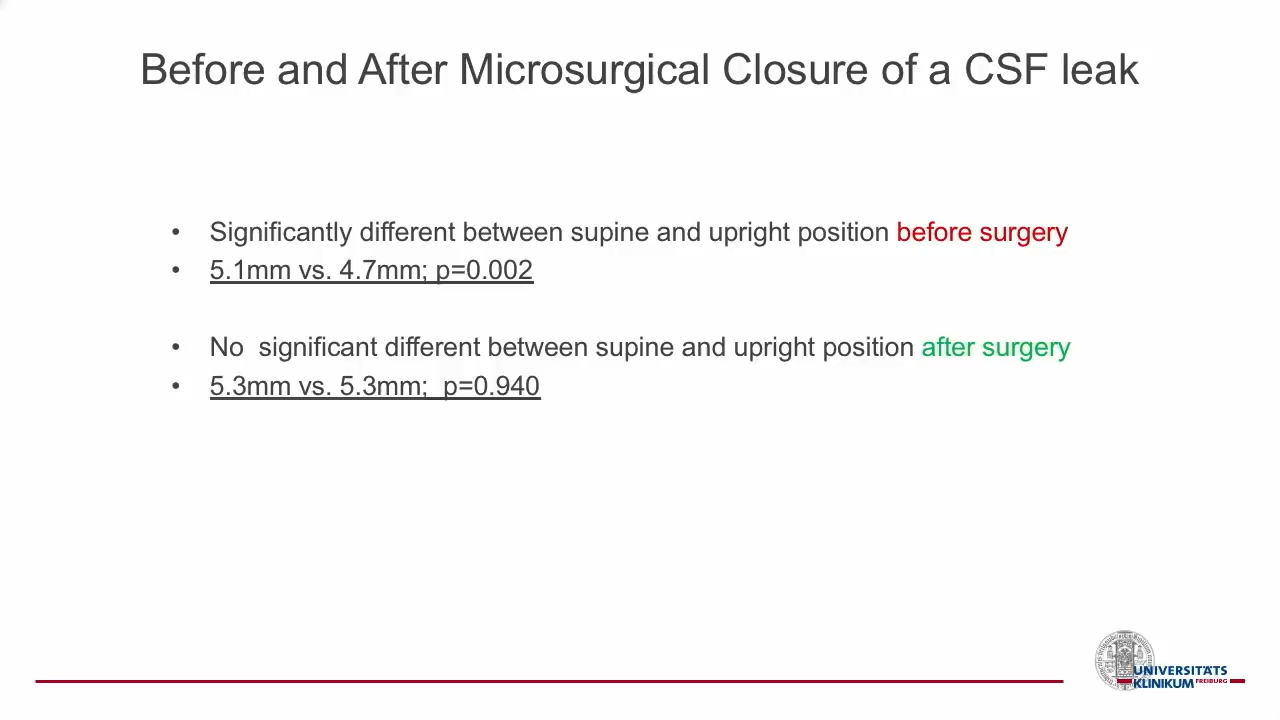 Before and After Microsurgical Closure of a CSF leak
• Significantly different between supine and upright position before surgery
• 5.1mm vs. 4.7mm; p=0.002
• No  significant different between supine and upright position after surgery
• 5.3mm vs. 5.3mm;  p=0.940
UNIVERSITÄTS
KLINIKUM FREIBURG